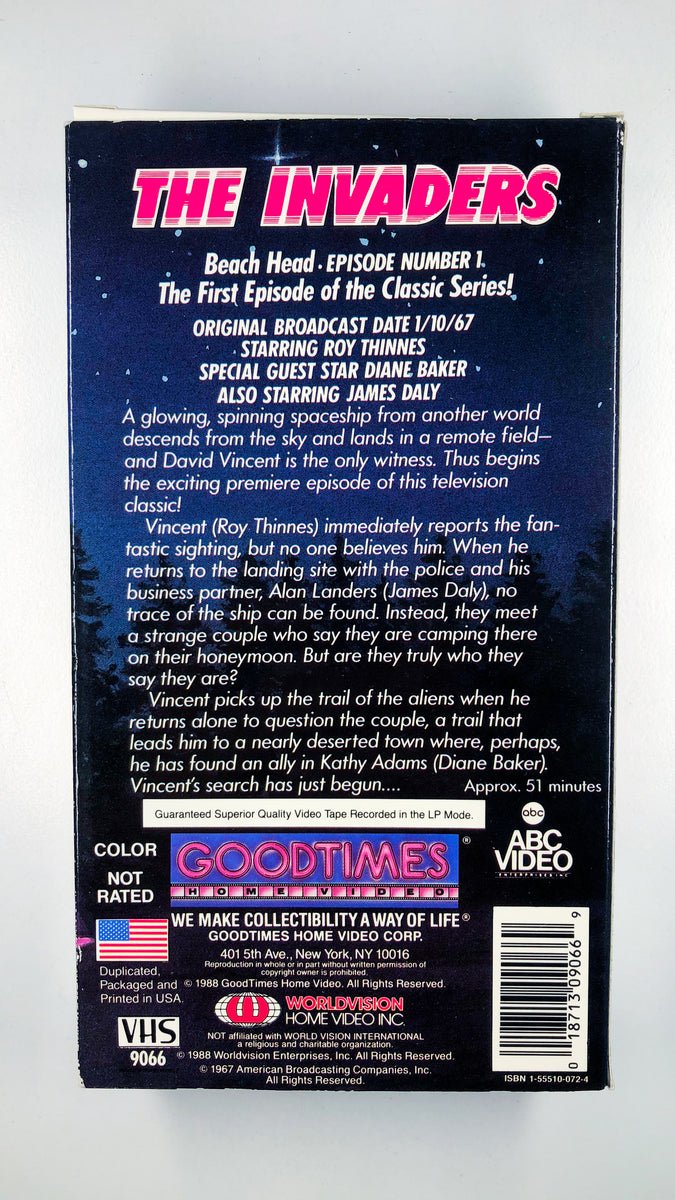 THE INVADERS
Beach Head · EPISODE NUMBER 1
The First Episode of the Classic Series!
ORIGINAL BROADCAST DATE 1/10/67
STARRING ROY THINNES
SPECIAL GUEST STAR DIANE BAKER
ALSO STARRING JAMES DALY
A glowing, spinning spaceship from another world
descends from the sky and lands in a remote field—
and David Vincent is the only witness. Thus begins
the exciting premiere episode of this television
classic!
Vincent (Roy Thinnes) immediately reports the fan-
tastic sighting, but no one believes him. When he
returns to the landing site with the police and his
business partner, Alan Landers (James Daly), no
trace of the ship can be found. Instead, they meet
a strange couple who say they are camping there
on their honeymoon. But are they truly who they
say they are?
Vincent picks up the trail of the aliens when he
returns alone to question the couple, a trail that
leads him to a nearly deserted town where, perhaps,
he has found an ally in Kathy Adams (Diane Baker).
Vincent's search has just begun.... Approx. 51 minutes
Guaranteed Superior Quality Video Tape Recorded in the LP Mode.
abc
ABC
VIDEO
ENTERPRISES INC
COLOR
NOT
RATED
GOODTIMES ®
HOME VIDEO
WE MAKE COLLECTIBILITY A WAY OF LIFE®
GOODTIMES HOME VIDEO CORP.
401 5th Ave., New York, NY 10016
Reproduction in whole or in part without written permission of
copyright owner is prohibited.
© 1988 GoodTimes Home Video. All Rights Reserved.
Duplicated,
Packaged and
Printed in USA.
WORLDVISION
HOME VIDEO INC.
NOT affiliated with WORLD VISION INTERNATIONAL
a religious and charitable organization.
© 1988 Worldvision Enterprises, Inc. All Rights Reserved.
© 1967 American Broadcasting Companies, Inc.
All Rights Reserved.
VHS
9066
0 18713 09066 9
ISBN 1-55510-072-4